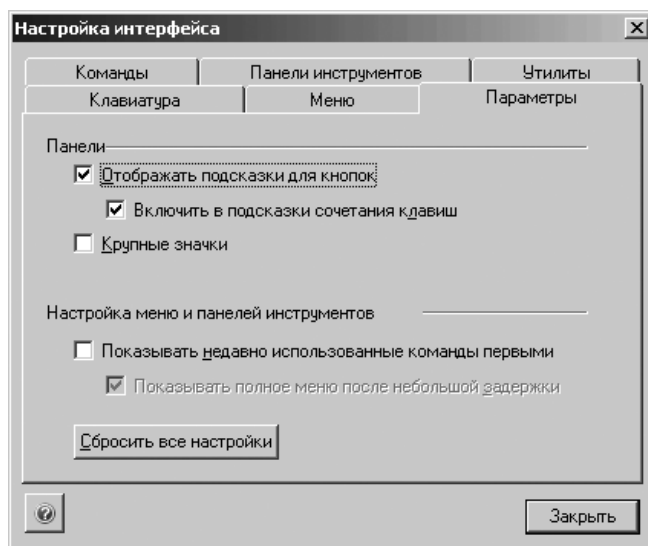 Настройка интерфейса
Команды
Панели инструментов
Утилиты
Клавиатура
Меню
Параметры
Панели
Отображать подсказки для кнопок
Включить в подсказки сочетания клавиш
Крупные значки
Настройка меню и панелей инструментов
Показывать недавно использованные команды первыми
Показывать полное меню после небольшой задержки
Сбросить все настройки
Закрыть